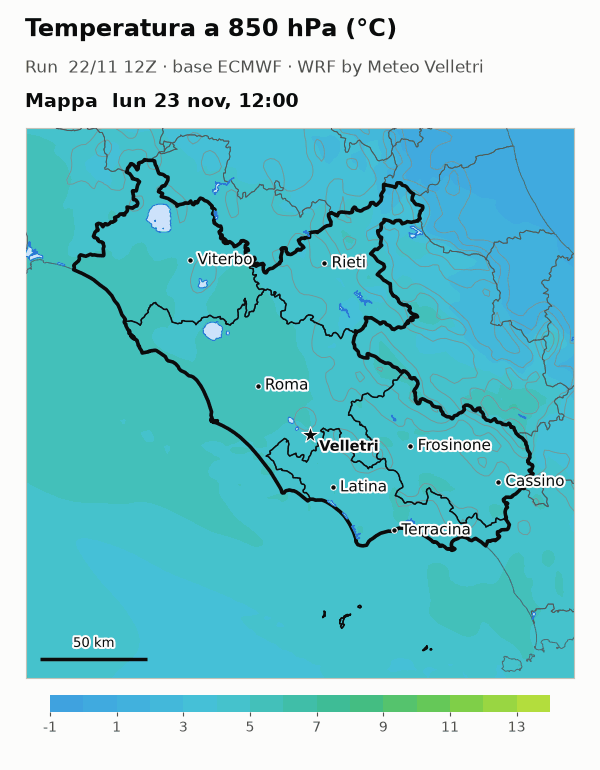 Temperatura a 850 hPa (°C)
Run  22/11 12Z · base ECMWF · WRF by Meteo Velletri
Mappa  lun 23 nov, 12:00
Viterbo
Rieti
Roma
Velletri
Frosinone
Cassino
Latina
Terracina
50 km
-1 1 3 5 7 9 11 13